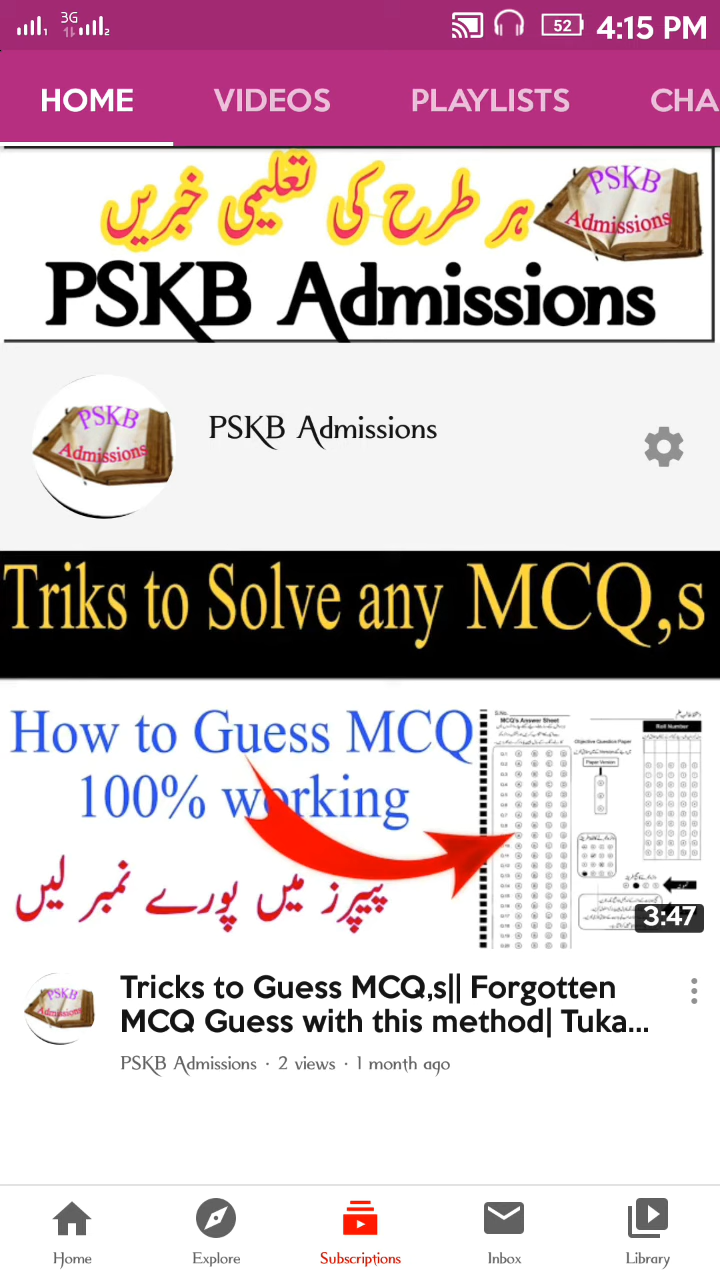 3G
52
4:15 PM
HOME
VIDEOS
PLAYLISTS
CHA
ہر طرح کی تعلیمی خبریں
PSKB
Admissions
PSKB Admissions
PSKB
Admissions
PSKB Admissions
Triks to Solve any MCQ,s
How to Guess MCQ
100% working
پیپرز میں پورے نمبر لیں
S.No.
MCQ's Answer Sheet
Objective Question Paper
Paper Version
Roll Number
3:47
PSKB
Admissions
Tricks to Guess MCQ,s|| Forgotten
MCQ Guess with this method| Tuka...
PSKB Admissions · 2 views · 1 month ago
Home
Explore
Subscriptions
Inbox
Library